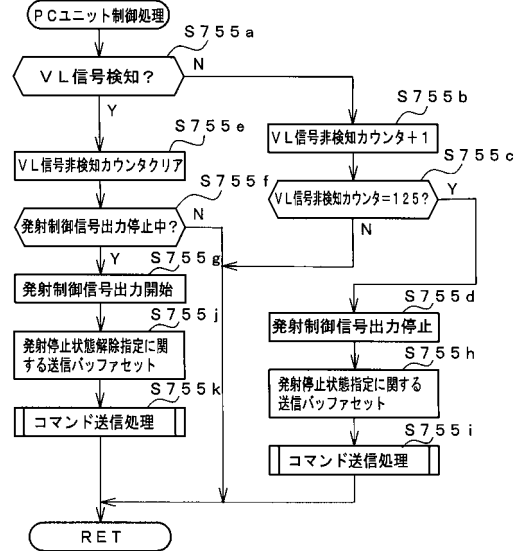 PCユニット制御処理
S755a
VL信号検知？
N
Y
S755b
VL信号非検知カウンタ+1
S755e
VL信号非検知カウンタクリア
S755c
VL信号非検知カウンタ=125?
Y
N
S755f
発射制御信号出力停止中？
N
Y
S755g
発射制御信号出力開始
S755d
発射制御信号出力停止
S755j
発射停止状態解除指定に関
する送信バッファセット
S755h
発射停止状態指定に関する
送信バッファセット
S755k
コマンド送信処理
S755i
コマンド送信処理
RET